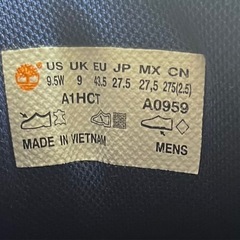 US UK EU JP MX CN
9.5W 9 43.5 27.5 27,5 275(2.5)
A1HCT A0959
MADE IN VIETNAM MENS